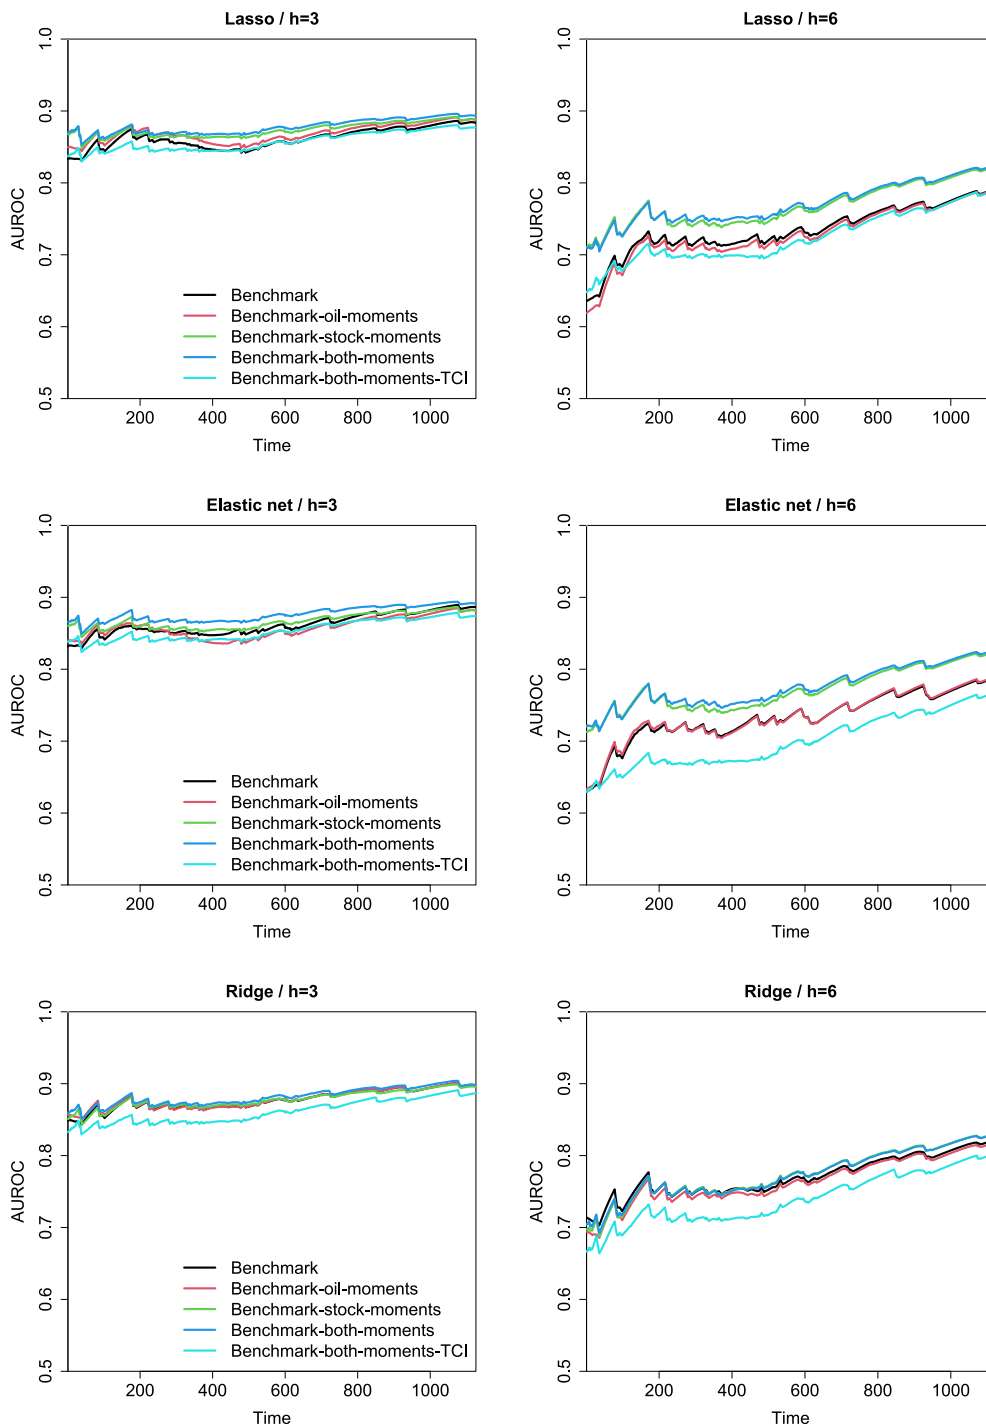 Lasso / h=3
AUROC
1.0
0.9
0.8
0.7
0.6
0.5
Benchmark
Benchmark-oil-moments
Benchmark-stock-moments
Benchmark-both-moments
Benchmark-both-moments-TCI
200 400 600 800 1000
Time
Lasso / h=6
AUROC
1.0
0.9
0.8
0.7
0.6
0.5
200 400 600 800 1000
Time
Elastic net / h=3
AUROC
1.0
0.9
0.8
0.7
0.6
0.5
Benchmark
Benchmark-oil-moments
Benchmark-stock-moments
Benchmark-both-moments
Benchmark-both-moments-TCI
200 400 600 800 1000
Time
Elastic net / h=6
AUROC
1.0
0.9
0.8
0.7
0.6
0.5
200 400 600 800 1000
Time
Ridge / h=3
AUROC
1.0
0.9
0.8
0.7
0.6
0.5
Benchmark
Benchmark-oil-moments
Benchmark-stock-moments
Benchmark-both-moments
Benchmark-both-moments-TCI
200 400 600 800 1000
Time
Ridge / h=6
AUROC
1.0
0.9
0.8
0.7
0.6
0.5
200 400 600 800 1000
Time